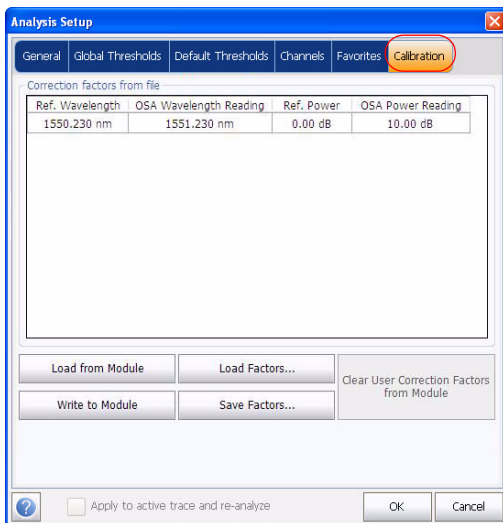 Analysis Setup
General Global Thresholds Default Thresholds Channels Favorites Calibration
Correction factors from file
Ref. Wavelength OSA Wavelength Reading Ref. Power OSA Power Reading
1550.230 nm 1551.230 nm 0.00 dB 10.00 dB
Load from Module Load Factors...
Clear User Correction Factors
from Module
Write to Module Save Factors...
? Apply to active trace and re-analyze OK Cancel